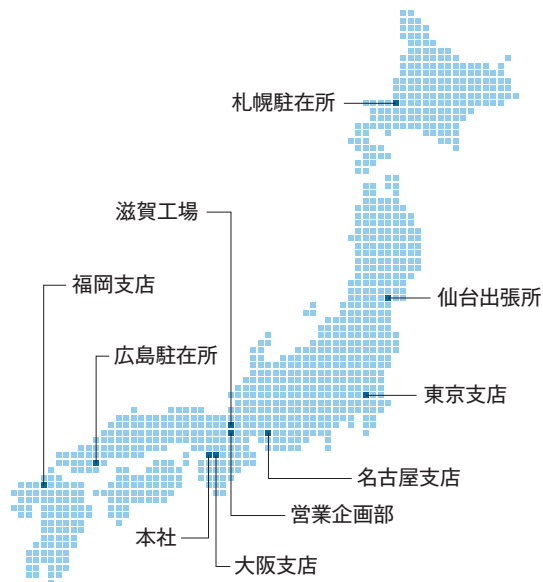 札幌駐在所
滋賀工場
福岡支店
仙台出張所
広島駐在所
東京支店
名古屋支店
営業企画部
本社
大阪支店